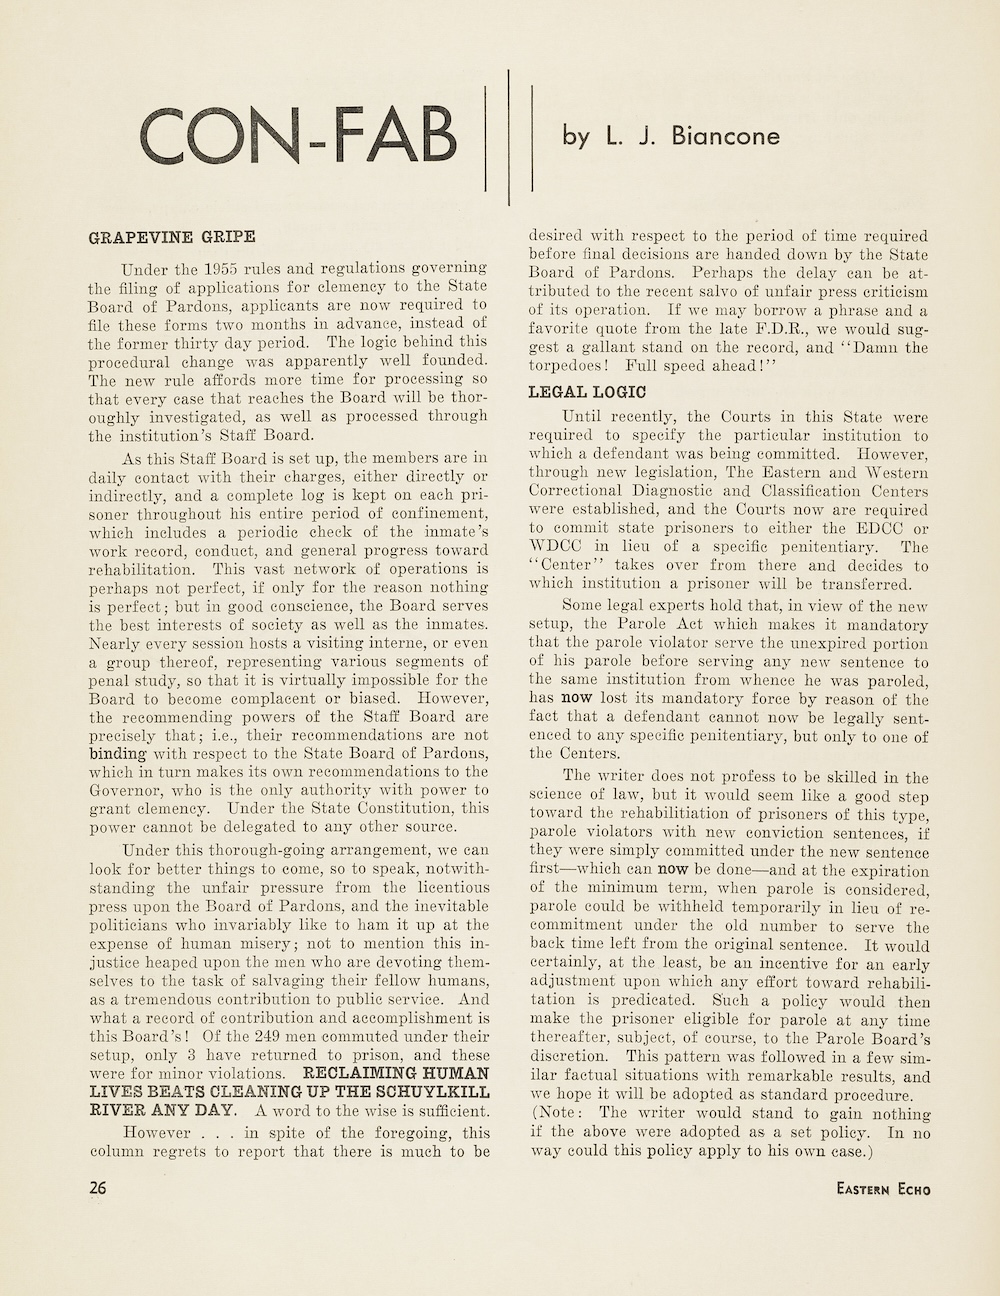 CON-FAB
by L. J. Biancone
GRAPEVINE GRIPE
Under the 1955 rules and regulations governing
the filing of applications for clemency to the State
Board of Pardons, applicants are now required to
file these forms two months in advance, instead of
the former thirty day period. The logic behind this
procedural change was apparently well founded.
The new rule affords more time for processing so
that every case that reaches the Board will be thor-
oughly investigated, as well as processed through
the institution's Staff Board.
As this Staff Board is set up, the members are in
daily contact with their charges, either directly or
indirectly, and a complete log is kept on each pri-
soner throughout his entire period of confinement,
which includes a periodic check of the inmate's
work record, conduct, and general progress toward
rehabilitation. This vast network of operations is
perhaps not perfect, if only for the reason nothing
is perfect; but in good conscience, the Board serves
the best interests of society as well as the inmates.
Nearly every session hosts a visiting interne, or even
a group thereof, representing various segments of
penal study, so that it is virtually impossible for the
Board to become complacent or biased. However,
the recommending powers of the Staff Board are
precisely that; i.e., their recommendations are not
binding with respect to the State Board of Pardons,
which in turn makes its own recommendations to the
Governor, who is the only authority with power to
grant clemency. Under the State Constitution, this
power cannot be delegated to any other source.
Under this thorough-going arrangement, we can
look for better things to come, so to speak, notwith-
standing the unfair pressure from the licentious
press upon the Board of Pardons, and the inevitable
politicians who invariably like to ham it up at the
expense of human misery; not to mention this in-
justice heaped upon the men who are devoting them-
selves to the task of salvaging their fellow humans,
as a tremendous contribution to public service. And
what a record of contribution and accomplishment is
this Board's! Of the 249 men commuted under their
setup, only 3 have returned to prison, and these
were for minor violations. RECLAIMING HUMAN
LIVES BEATS CLEANING UP THE SCHUYLKILL
RIVER ANY DAY. A word to the wise is sufficient.
However . . . in spite of the foregoing, this
column regrets to report that there is much to be
desired with respect to the period of time required
before final decisions are handed down by the State
Board of Pardons. Perhaps the delay can be at-
tributed to the recent salvo of unfair press criticism
of its operation. If we may borrow a phrase and a
favorite quote from the late F.D.R., we would sug-
gest a gallant stand on the record, and "Damn the
torpedoes! Full speed ahead!"
LEGAL LOGIC
Until recently, the Courts in this State were
required to specify the particular institution to
which a defendant was being committed. However,
through new legislation, The Eastern and Western
Correctional Diagnostic and Classification Centers
were established, and the Courts now are required
to commit state prisoners to either the EDCC or
WDCC in lieu of a specific penitentiary. The
"Center" takes over from there and decides to
which institution a prisoner will be transferred.
Some legal experts hold that, in view of the new
setup, the Parole Act which makes it mandatory
that the parole violator serve the unexpired portion
of his parole before serving any new sentence to
the same institution from whence he was paroled,
has now lost its mandatory force by reason of the
fact that a defendant cannot now be legally sent-
enced to any specific penitentiary, but only to one of
the Centers.
The writer does not profess to be skilled in the
science of law, but it would seem like a good step
toward the rehabilitiation of prisoners of this type,
parole violators with new conviction sentences, if
they were simply committed under the new sentence
first—which can now be done—and at the expiration
of the minimum term, when parole is considered,
parole could be withheld temporarily in lieu of re-
commitment under the old number to serve the
back time left from the original sentence. It would
certainly, at the least, be an incentive for an early
adjustment upon which any effort toward rehabili-
tation is predicated. Such a policy would then
make the prisoner eligible for parole at any time
thereafter, subject, of course, to the Parole Board's
discretion. This pattern was followed in a few sim-
ilar factual situations with remarkable results, and
we hope it will be adopted as standard procedure.
(Note: The writer would stand to gain nothing
if the above were adopted as a set policy. In no
way could this policy apply to his own case.)
26
EASTERN ECHO